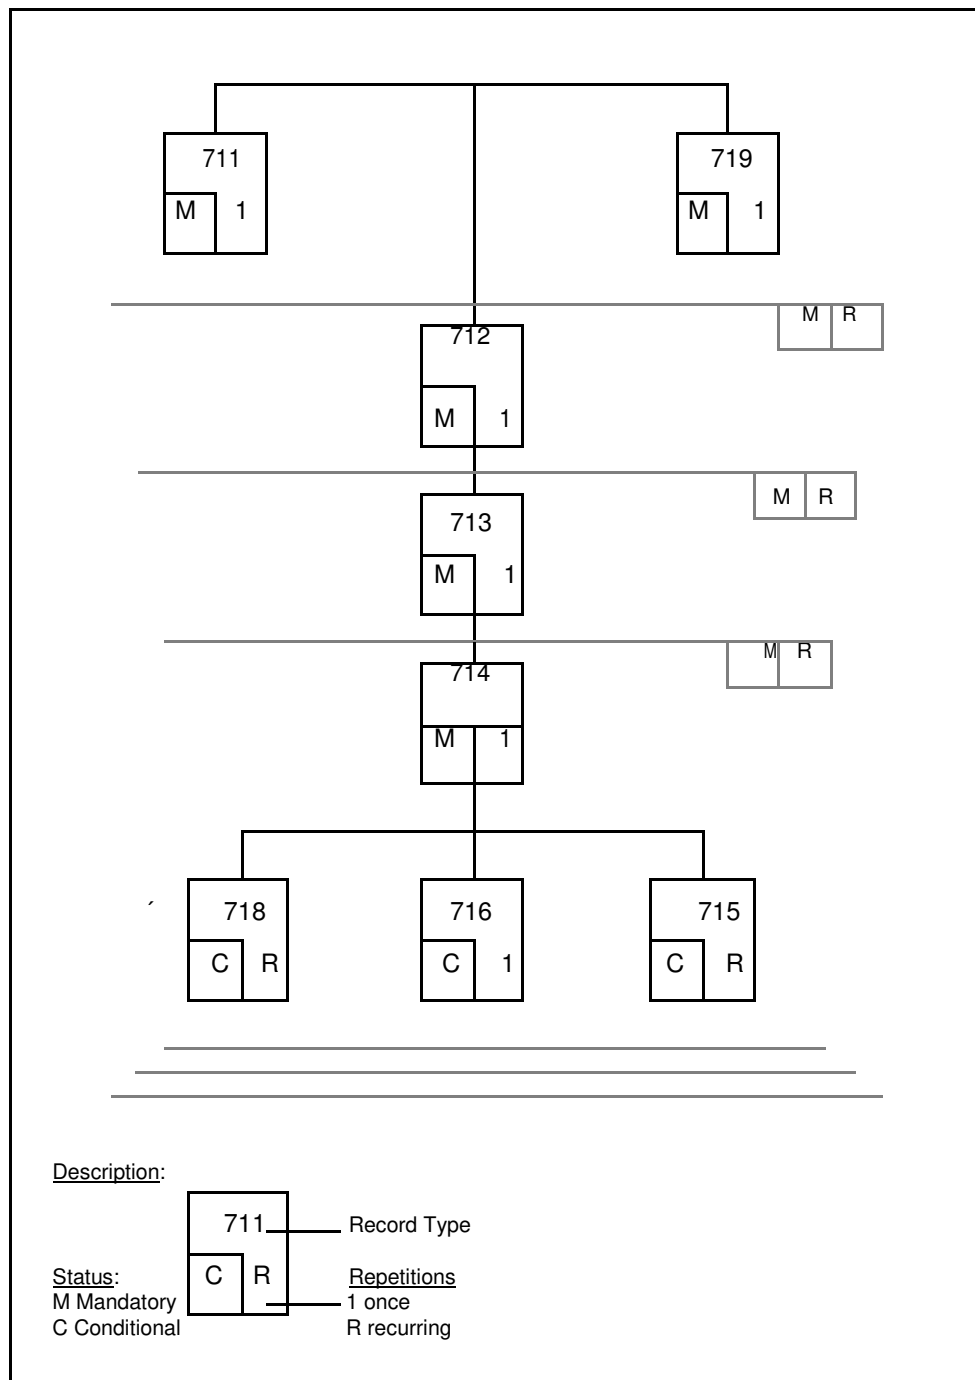 711 719
M 1 M 1
M R
712
M 1
M R
713
M 1
M R
714
M 1
´ 718 716 715
C R C 1 C R
Description:
711 Record Type
Status: C R Repetitions
M Mandatory 1 once
C Conditional R recurring